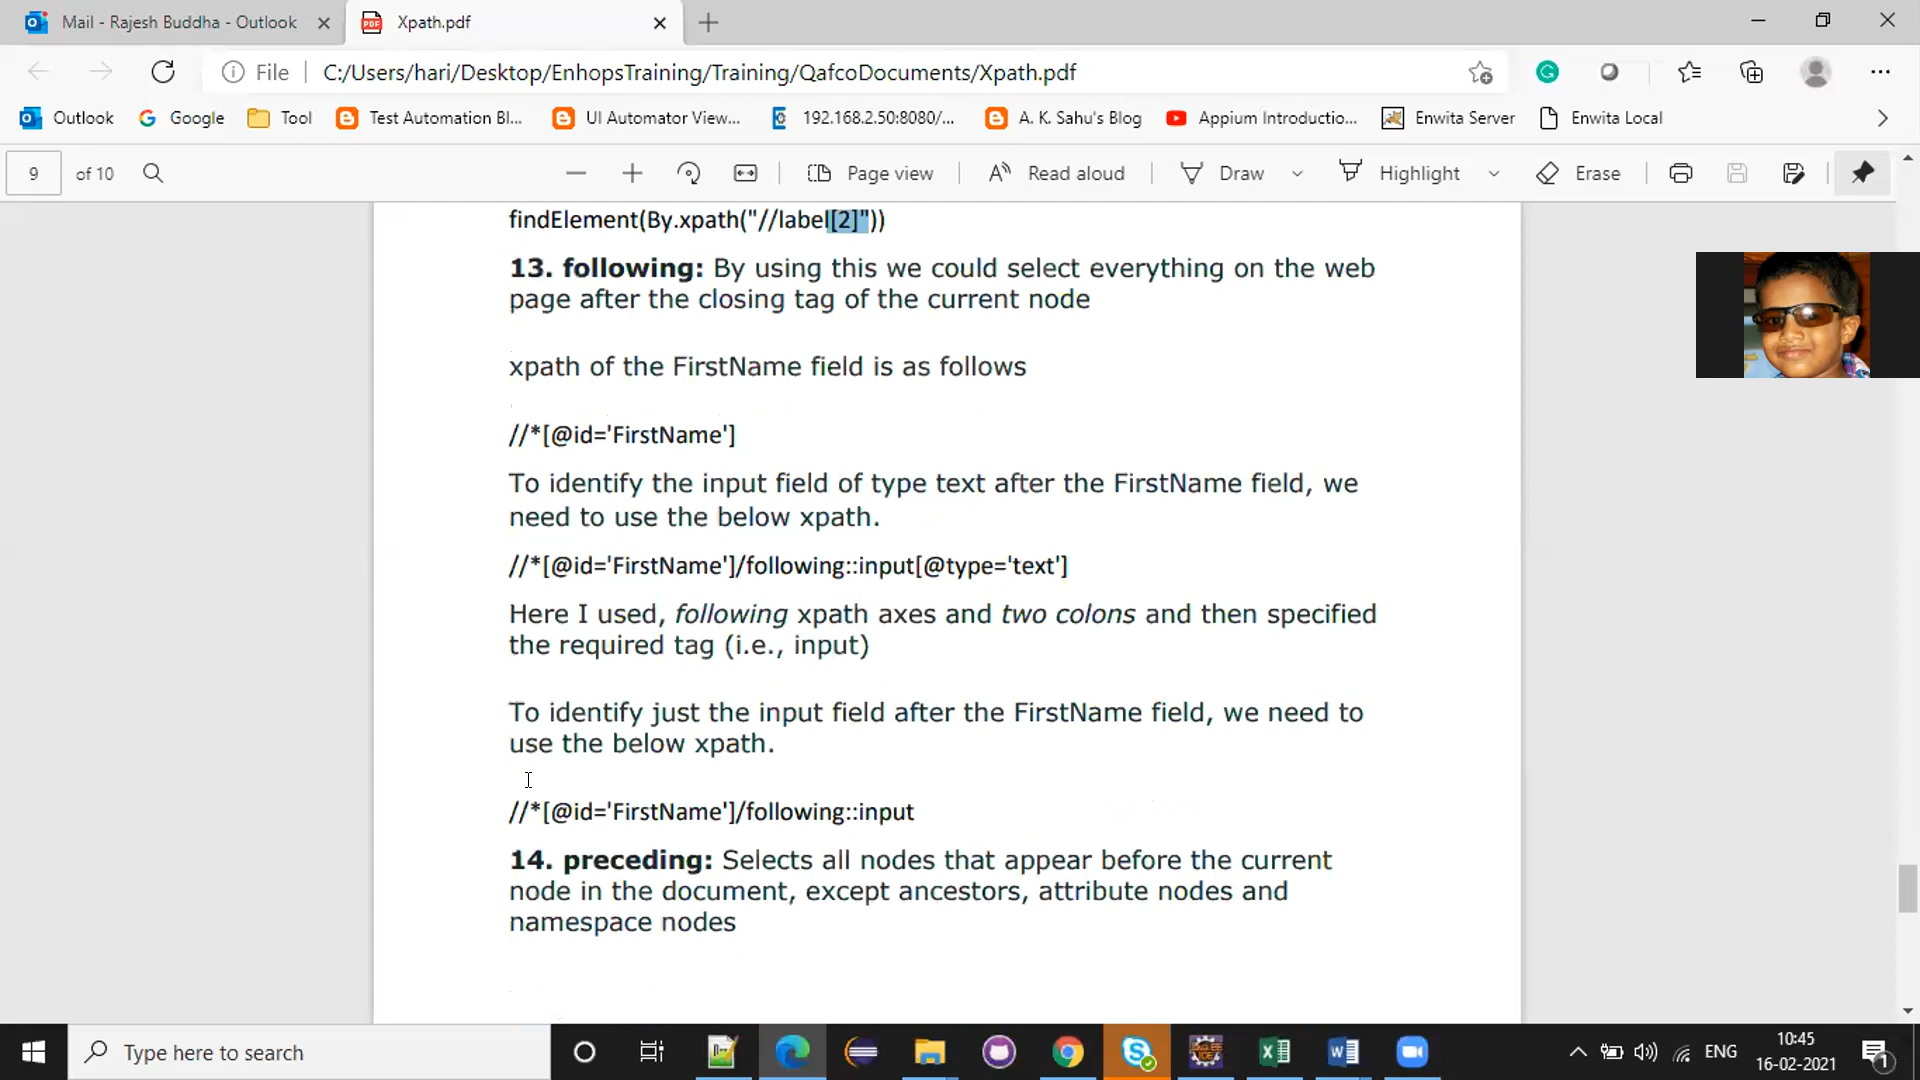 Mail - Rajesh Buddha - Outlook
Xpath.pdf
File
C:/Users/hari/Desktop/EnhopsTraining/Training/QafcoDocuments/Xpath.pdf
Outlook
Google
Tool
Test Automation Bl...
UI Automator View...
192.168.2.50:8080/...
A. K. Sahu's Blog
Appium Introductio...
Enwita Server
Enwita Local
9 of 10
Page view
Read aloud
Draw
Highlight
Erase
findElement(By.xpath("//label[2]"))
13. following: By using this we could select everything on the web
page after the closing tag of the current node
xpath of the FirstName field is as follows
//*[@id='FirstName']
To identify the input field of type text after the FirstName field, we
need to use the below xpath.
//*[@id='FirstName']/following::input[@type='text']
Here I used, following xpath axes and two colons and then specified
the required tag (i.e., input)
To identify just the input field after the FirstName field, we need to
use the below xpath.
//*[@id='FirstName']/following::input
14. preceding: Selects all nodes that appear before the current
node in the document, except ancestors, attribute nodes and
namespace nodes
Type here to search
ENG
10:45
16-02-2021
1